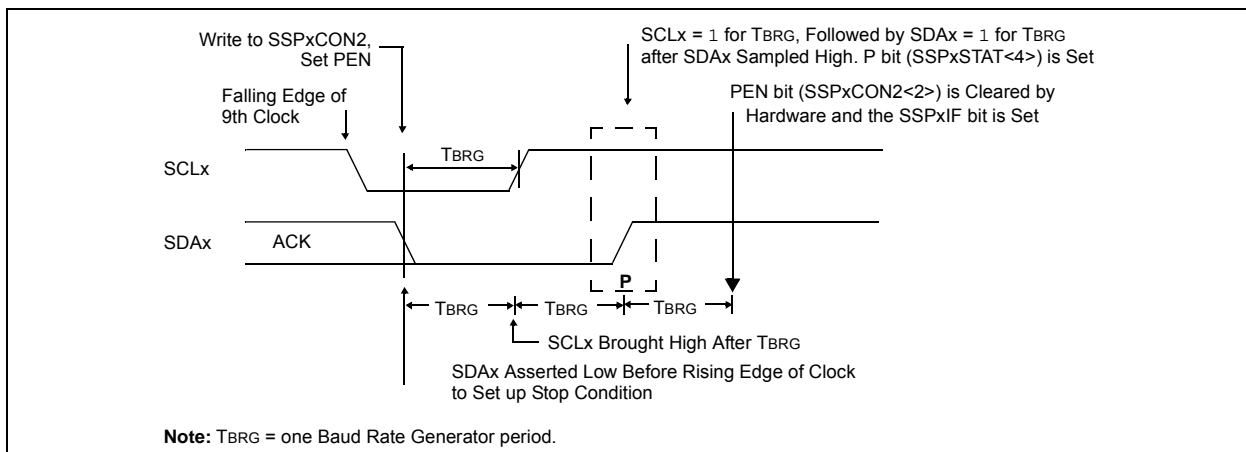 Write to SSPxCON2,
Set PEN
SCLx = 1 for TBRG, Followed by SDAx = 1 for TBRG
after SDAx Sampled High. P bit (SSPxSTAT<4>) is Set
Falling Edge of
9th Clock
PEN bit (SSPxCON2<2>) is Cleared by
Hardware and the SSPxIF bit is Set
TBRG
SCLx
SDAx
ACK
P
TBRG
TBRG
TBRG
SCLx Brought High After TBRG
SDAx Asserted Low Before Rising Edge of Clock
to Set up Stop Condition
Note: TBRG = one Baud Rate Generator period.